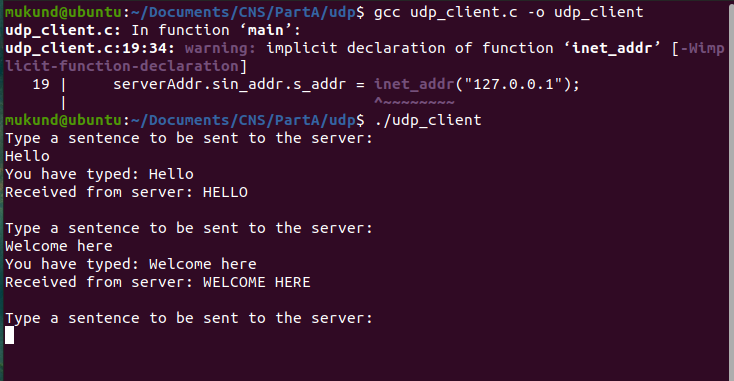 mukund@ubuntu:~/Documents/CNS/PartA/udp$ gcc udp_client.c -o udp_client
udp_client.c: In function ‘main’:
udp_client.c:19:34: warning: implicit declaration of function ‘inet_addr’ [-Wimp
licit-function-declaration]
   19 |     serverAddr.sin_addr.s_addr = inet_addr("127.0.0.1");
      |                                  ^~~~~~~~~
mukund@ubuntu:~/Documents/CNS/PartA/udp$ ./udp_client
Type a sentence to be sent to the server:
Hello
You have typed: Hello
Received from server: HELLO

Type a sentence to be sent to the server:
Welcome here
You have typed: Welcome here
Received from server: WELCOME HERE

Type a sentence to be sent to the server: